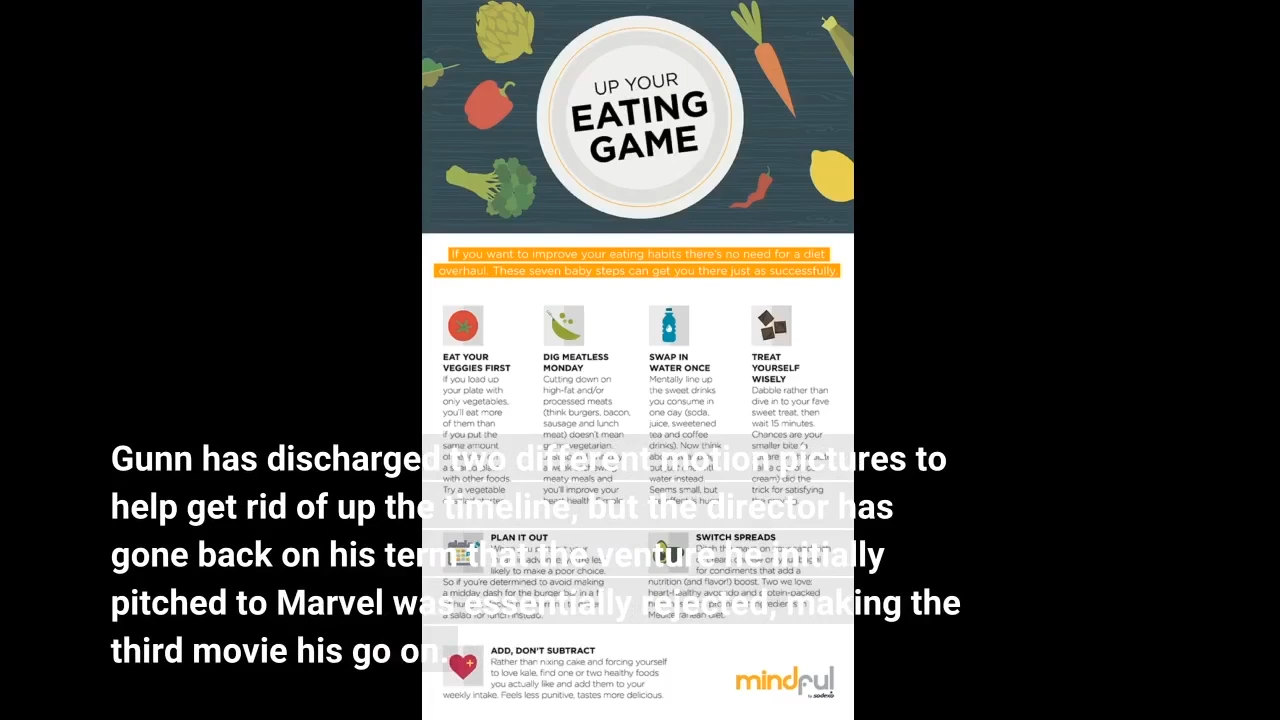 UP YOUR
EATING
GAME
If you want to improve your eating habits there's no need for a diet
overhaul. These seven baby steps can get you there just as successfully.
EAT YOUR
VEGGIES FIRST
If you load up
your plate with
only vegetables,
you'll eat more
of them than
if you put the
same amount
with other foods.
Try a vegetable
DIG MEATLESS
MONDAY
Cutting down on
high-fat and/or
processed meats
(think burgers, bacon,
sausage and lunch
meat) doesn't mean
vegetarian.
meaty meals and
you'll improve your
SWAP IN
WATER ONCE
Mentally line up
the sweet drinks
you consume in
one day (soda,
juice, sweetened
tea and coffee
drinks). Now think
water instead.
Seems small, but
TREAT
YOURSELF
WISELY
Dabble rather than
dive in to your fave
sweet treat, then
wait 15 minutes.
Chances are your
smaller bite
cream) did the
trick for satisfying
PLAN IT OUT
likely to make a poor choice.
So if you're determined to avoid making
a midday dash for the burger bar
a salad for lunch instead.
SWITCH SPREADS
for condiments that add a
nutrition (and flavor!) boost. Two we love:
heart-healthy avocado and protein-packed
Mediterranean diet.
ADD, DON'T SUBTRACT
Rather than nixing cake and forcing yourself
to love kale, find one or two healthy foods
you actually like and add them to your
weekly intake. Feels less punitive, tastes more delicious.
mindful
by sodexo
Gunn has discharged two different motion pictures to
help get rid of up the timeline, but the director has
gone back on his term that the venture he initially
pitched to Marvel was essentially rejected, making the
third movie his go on.